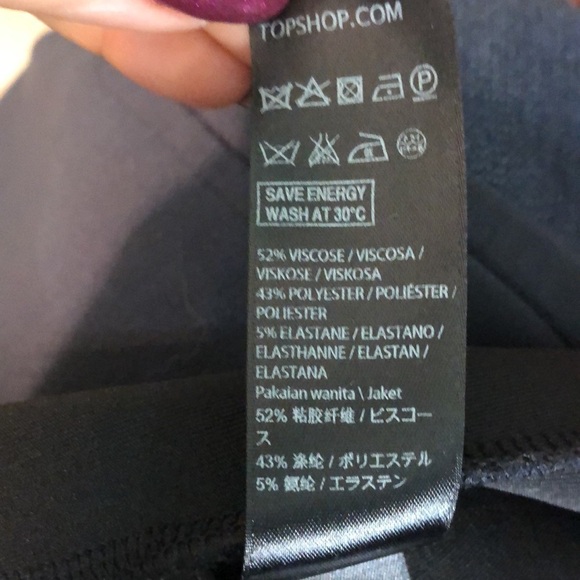 TOPSHOP.COM
P
SAVE ENERGY
WASH AT 30°C
52% VISCOSE / VISCOSA /
VISKOSE / VISKOSA
43% POLYESTER / POLIÉSTER /
POLIESTER
5% ELASTANE / ELASTANO /
ELASTHANNE / ELASTAN /
ELASTANA
Pakaian wanita \ Jaket
52% 粘胶纤维 / ビスコー
ス
43% 涤纶 / ポリエステル
5% 氨纶 / エラステン